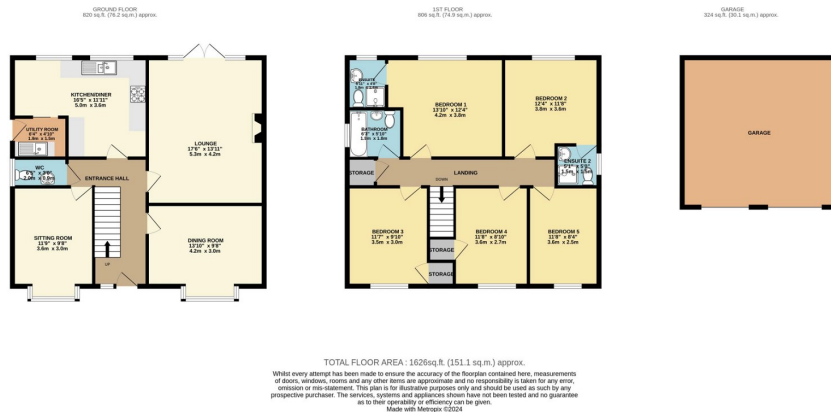 GROUND FLOOR
820 sq.ft. (76.2 sq.m.) approx.
KITCHEN/DINER
16'5" x 11'11"
5.0m x 3.6m
UTILITY ROOM
LOUNGE
17'6" x 13'11"
5.3m x 4.2m
WC
ENTRANCE HALL
SITTING ROOM
11'9" x 9'8"
3.6m x 3.0m
DINING ROOM
13'10" x 9'8"
4.2m x 3.0m
UP
1ST FLOOR
806 sq.ft. (74.9 sq.m.) approx.
ENSUITE
BEDROOM 1
13'10" x 12'4"
4.2m x 3.8m
BEDROOM 2
12'4" x 11'8"
3.8m x 3.6m
BATHROOM
ENSUITE 2
STORAGE
LANDING
DOWN
BEDROOM 3
11'7" x 9'10"
3.5m x 3.0m
BEDROOM 4
11'8" x 8'10"
3.6m x 2.7m
BEDROOM 5
11'8" x 8'4"
3.6m x 2.5m
STORAGE
STORAGE
GARAGE
324 sq.ft. (30.1 sq.m.) approx.
GARAGE
TOTAL FLOOR AREA : 1626sq.ft. (151.1 sq.m.) approx.
Whilst every attempt has been made to ensure the accuracy of the floorplan contained here, measurements
of doors, windows, rooms and any other items are approximate and no responsibility is taken for any error,
omission or mis-statement. This plan is for illustrative purposes only and should be used as such by any
prospective purchaser. The services, systems and appliances shown have not been tested and no guarantee
as to their operability or efficiency can be given.
Made with Metropix ©2024